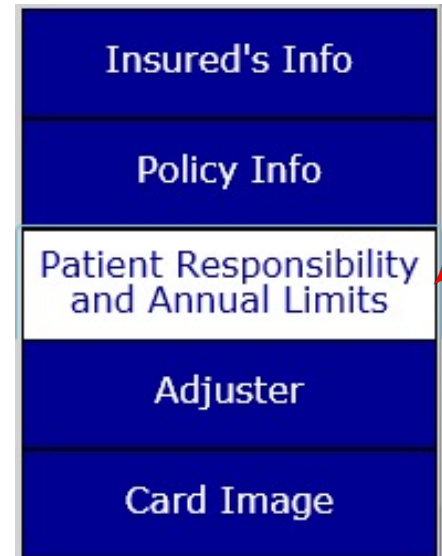 Insured's Info
Policy Info
Patient Responsibility
and Annual Limits
Adjuster
Card Image